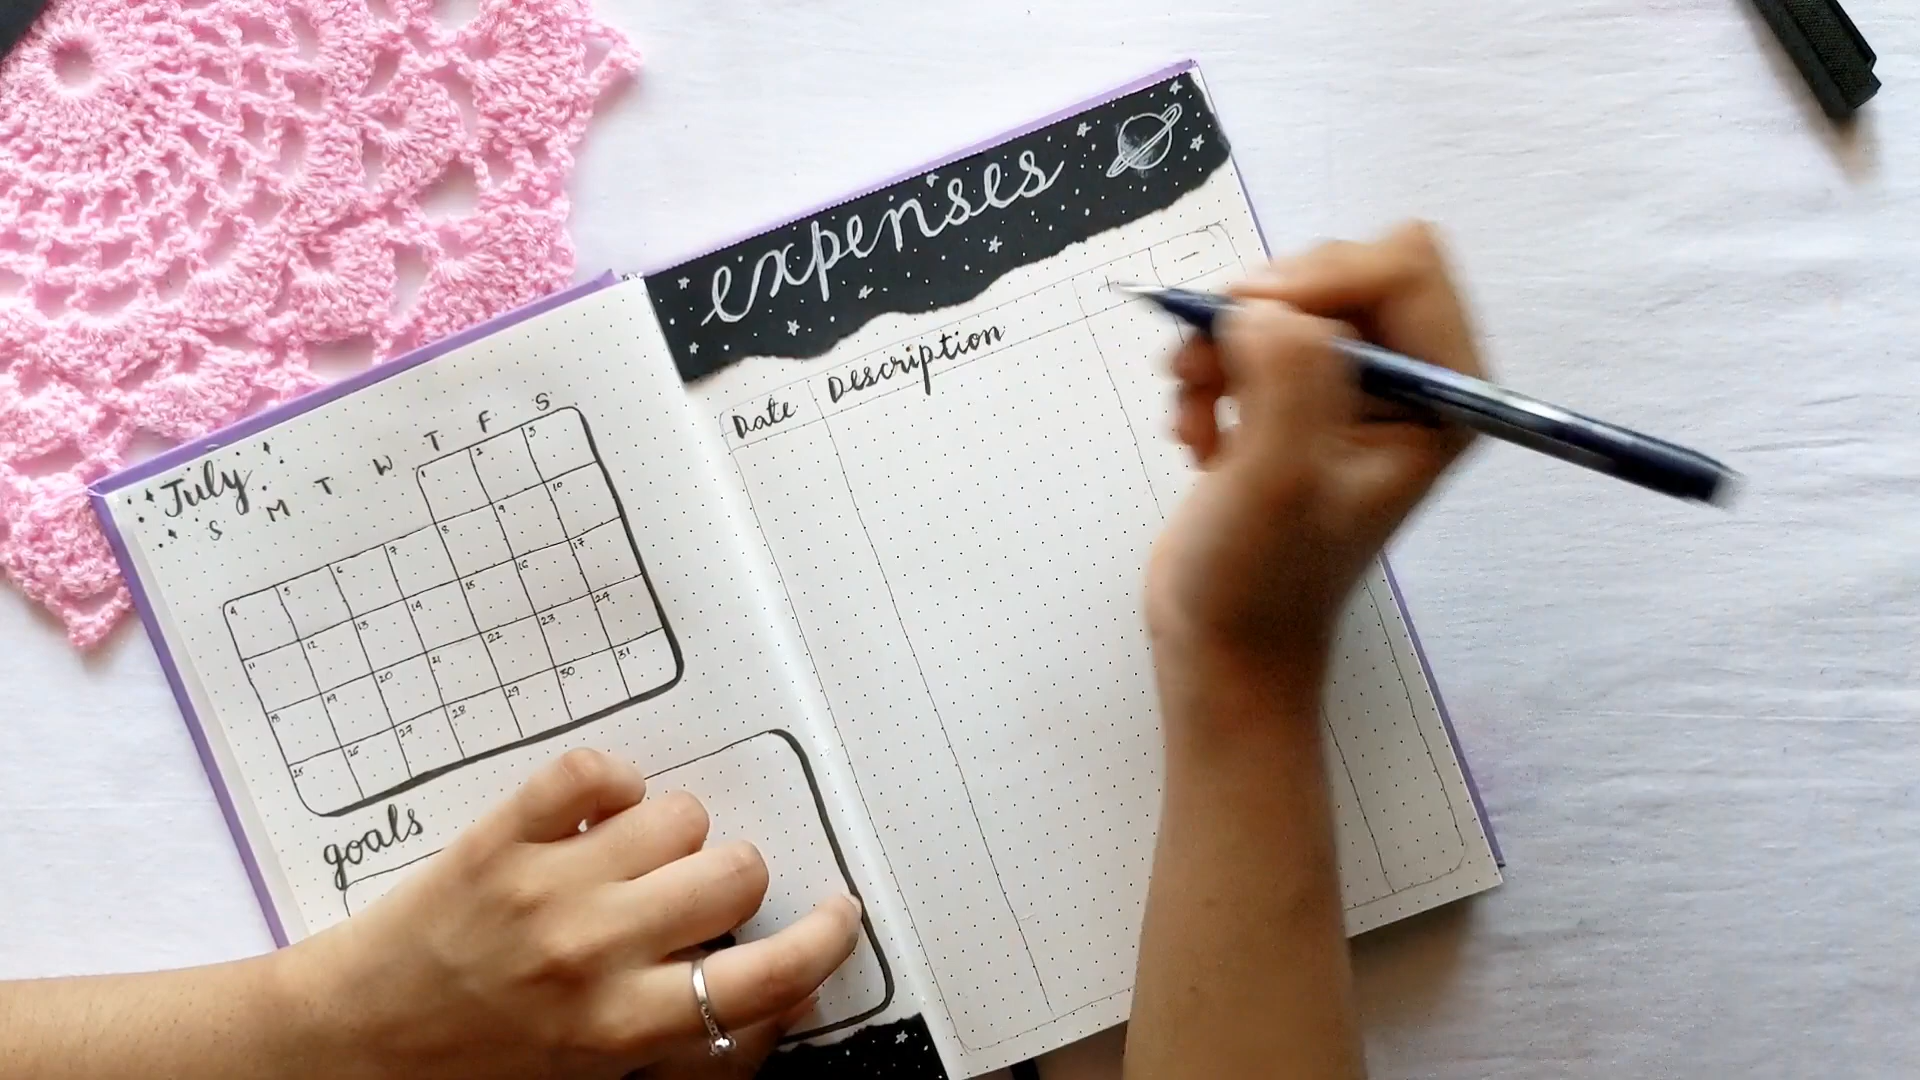 July
S M T W T F S
1 2 3
4 5 6 7 8 9 10
11 12 13 14 15 16 17
18 19 20 21 22 23 24
25 26 27 28 29 30 31
goals
expenses
Date Description + -